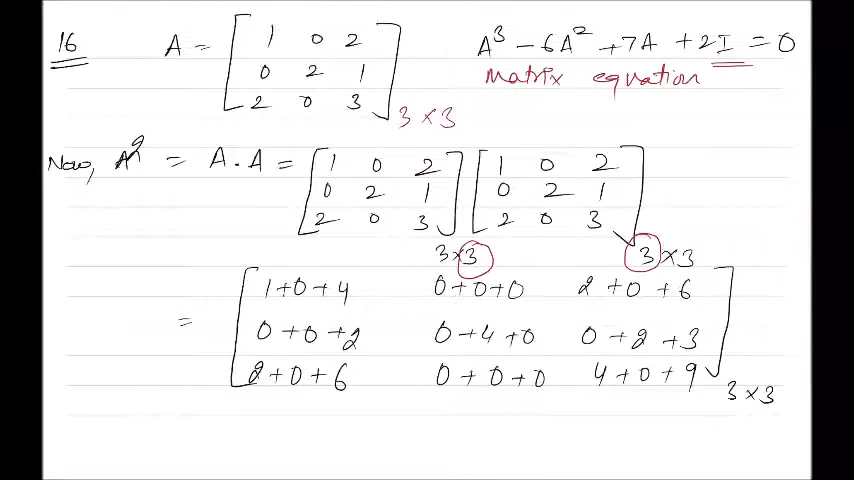 16 A = [ 1 0 2
0 2 1
2 0 3 ] 3 × 3
A³ − 6A² + 7A + 2I = 0
matrix equation
Now, A² = A . A = [ 1 0 2 ] [ 1 0 2 ]
0 2 1 0 2 1
2 0 3 2 0 3
3 × 3 3 × 3
= [ 1+0+4 0+0+0 2+0+6
0+0+2 0+4+0 0+2+3
2+0+6 0+0+0 4+0+9 ] 3 × 3